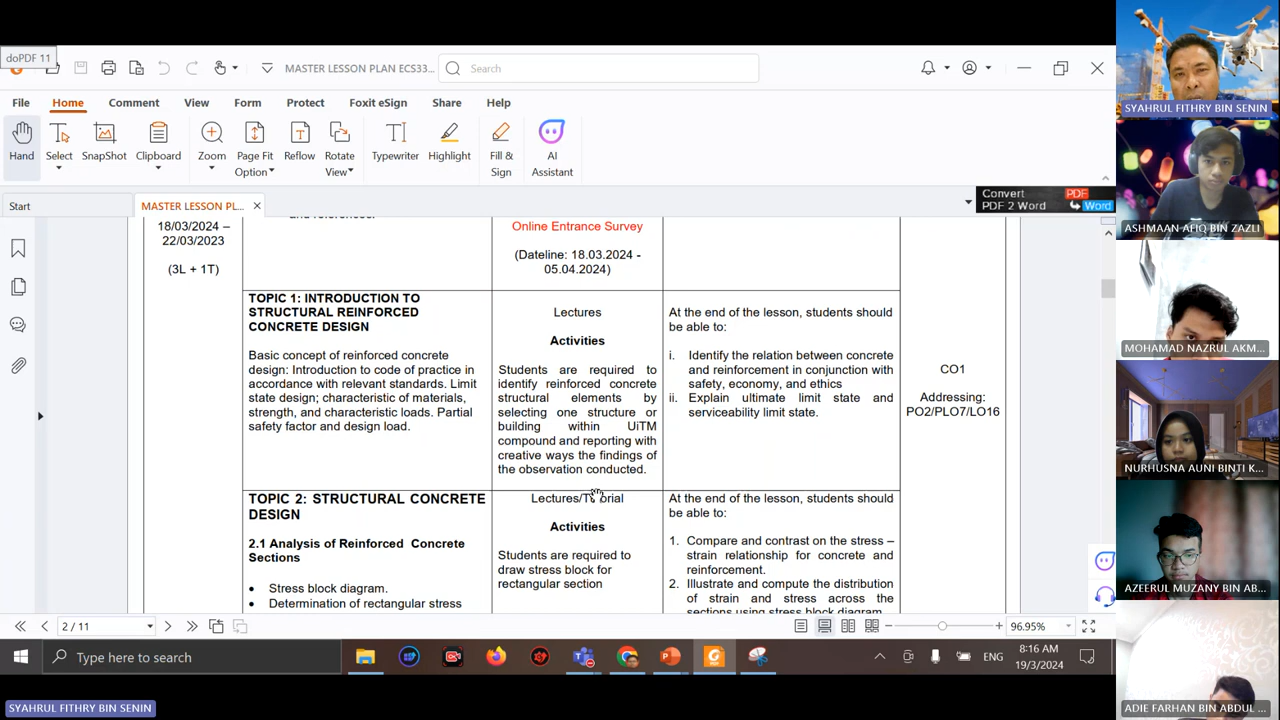 doPDF 11
MASTER LESSON PLAN ECS33...
Search
File
Home
Comment
View
Form
Protect
Foxit eSign
Share
Help
Hand
Select
SnapShot
Clipboard
Zoom
Page Fit
Option
Reflow
Rotate
View
Typewriter
Highlight
Fill &
Sign
AI
Assistant
Start
MASTER LESSON PL...
Convert PDF
PDF 2 Word Word
18/03/2024 –
22/03/2023
(3L + 1T)
Online Entrance Survey
(Dateline: 18.03.2024 -
05.04.2024)
TOPIC 1: INTRODUCTION TO
STRUCTURAL REINFORCED
CONCRETE DESIGN
Basic concept of reinforced concrete
design: Introduction to code of practice in
accordance with relevant standards. Limit
state design; characteristic of materials,
strength, and characteristic loads. Partial
safety factor and design load.
Lectures
Activities
Students are required to
identify reinforced concrete
structural elements by
selecting one structure or
building within UiTM
compound and reporting with
creative ways the findings of
the observation conducted.
At the end of the lesson, students should
be able to:
i. Identify the relation between concrete
and reinforcement in conjunction with
safety, economy, and ethics
ii. Explain ultimate limit state and
serviceability limit state.
CO1
Addressing:
PO2/PLO7/LO16
TOPIC 2: STRUCTURAL CONCRETE
DESIGN
2.1 Analysis of Reinforced Concrete
Sections
• Stress block diagram.
• Determination of rectangular stress
Lectures/Tutorial
Activities
Students are required to
draw stress block for
rectangular section
At the end of the lesson, students should
be able to:
1. Compare and contrast on the stress –
strain relationship for concrete and
reinforcement.
2. Illustrate and compute the distribution
of strain and stress across the
sections using stress block diagram
2 / 11
96.95%
Type here to search
ENG
8:16 AM
19/3/2024
SYAHRUL FITHRY BIN SENIN
SYAHRUL FITHRY BIN SENIN
ASHMAAN AFIQ BIN ZAZLI
MOHAMAD NAZRUL AKM...
NURHUSNA AUNI BINTI K...
AZEERUL MUZANY BIN AB...
ADIE FARHAN BIN ABDUL ...